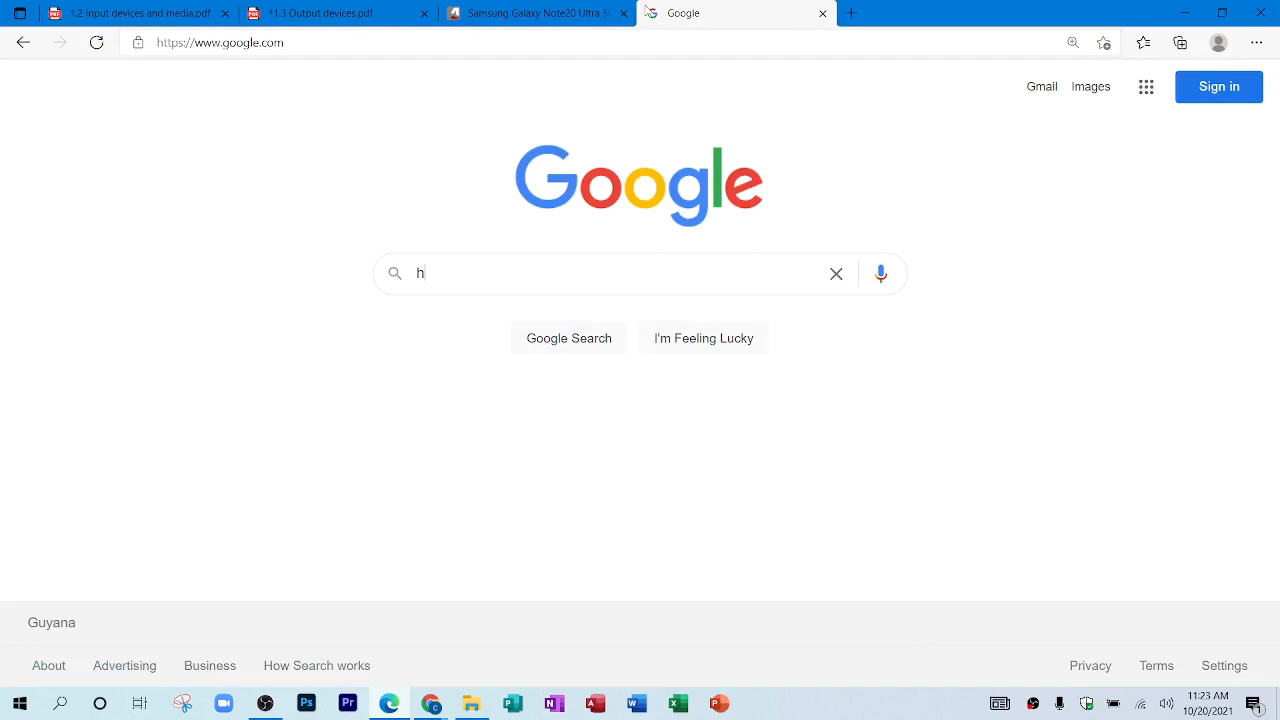 1.2 Input devices and media.pdf
*1.3 Output devices.pdf
Samsung Galaxy Note20 Ultra 5G
Google
https://www.google.com
Gmail Images Sign in
Google
h
Google Search I'm Feeling Lucky
Guyana
About Advertising Business How Search works Privacy Terms Settings
11:23 AM
10/20/2021